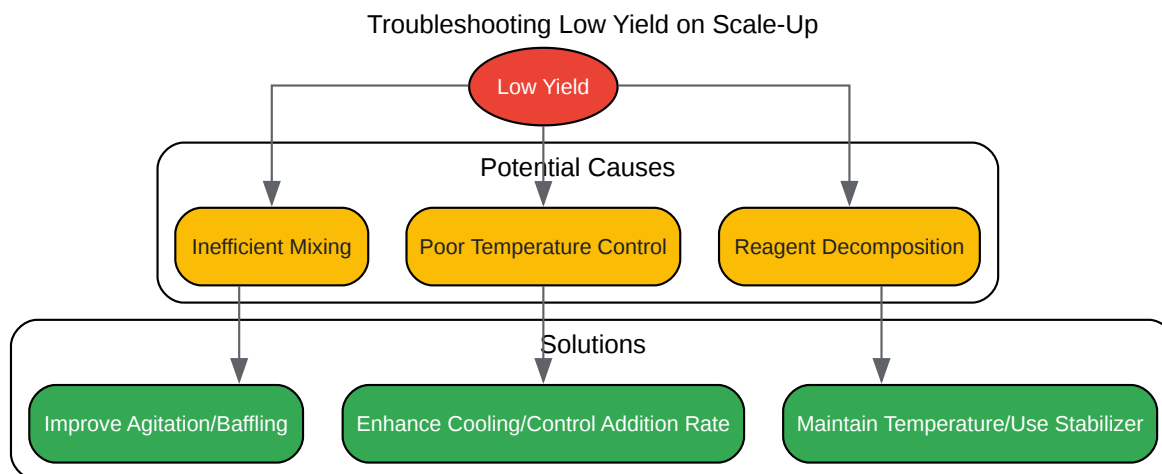 Troubleshooting Low Yield on Scale-Up
Low Yield
Potential Causes
Inefficient Mixing
Poor Temperature Control
Reagent Decomposition
Solutions
Improve Agitation/Baffling
Enhance Cooling/Control Addition Rate
Maintain Temperature/Use Stabilizer